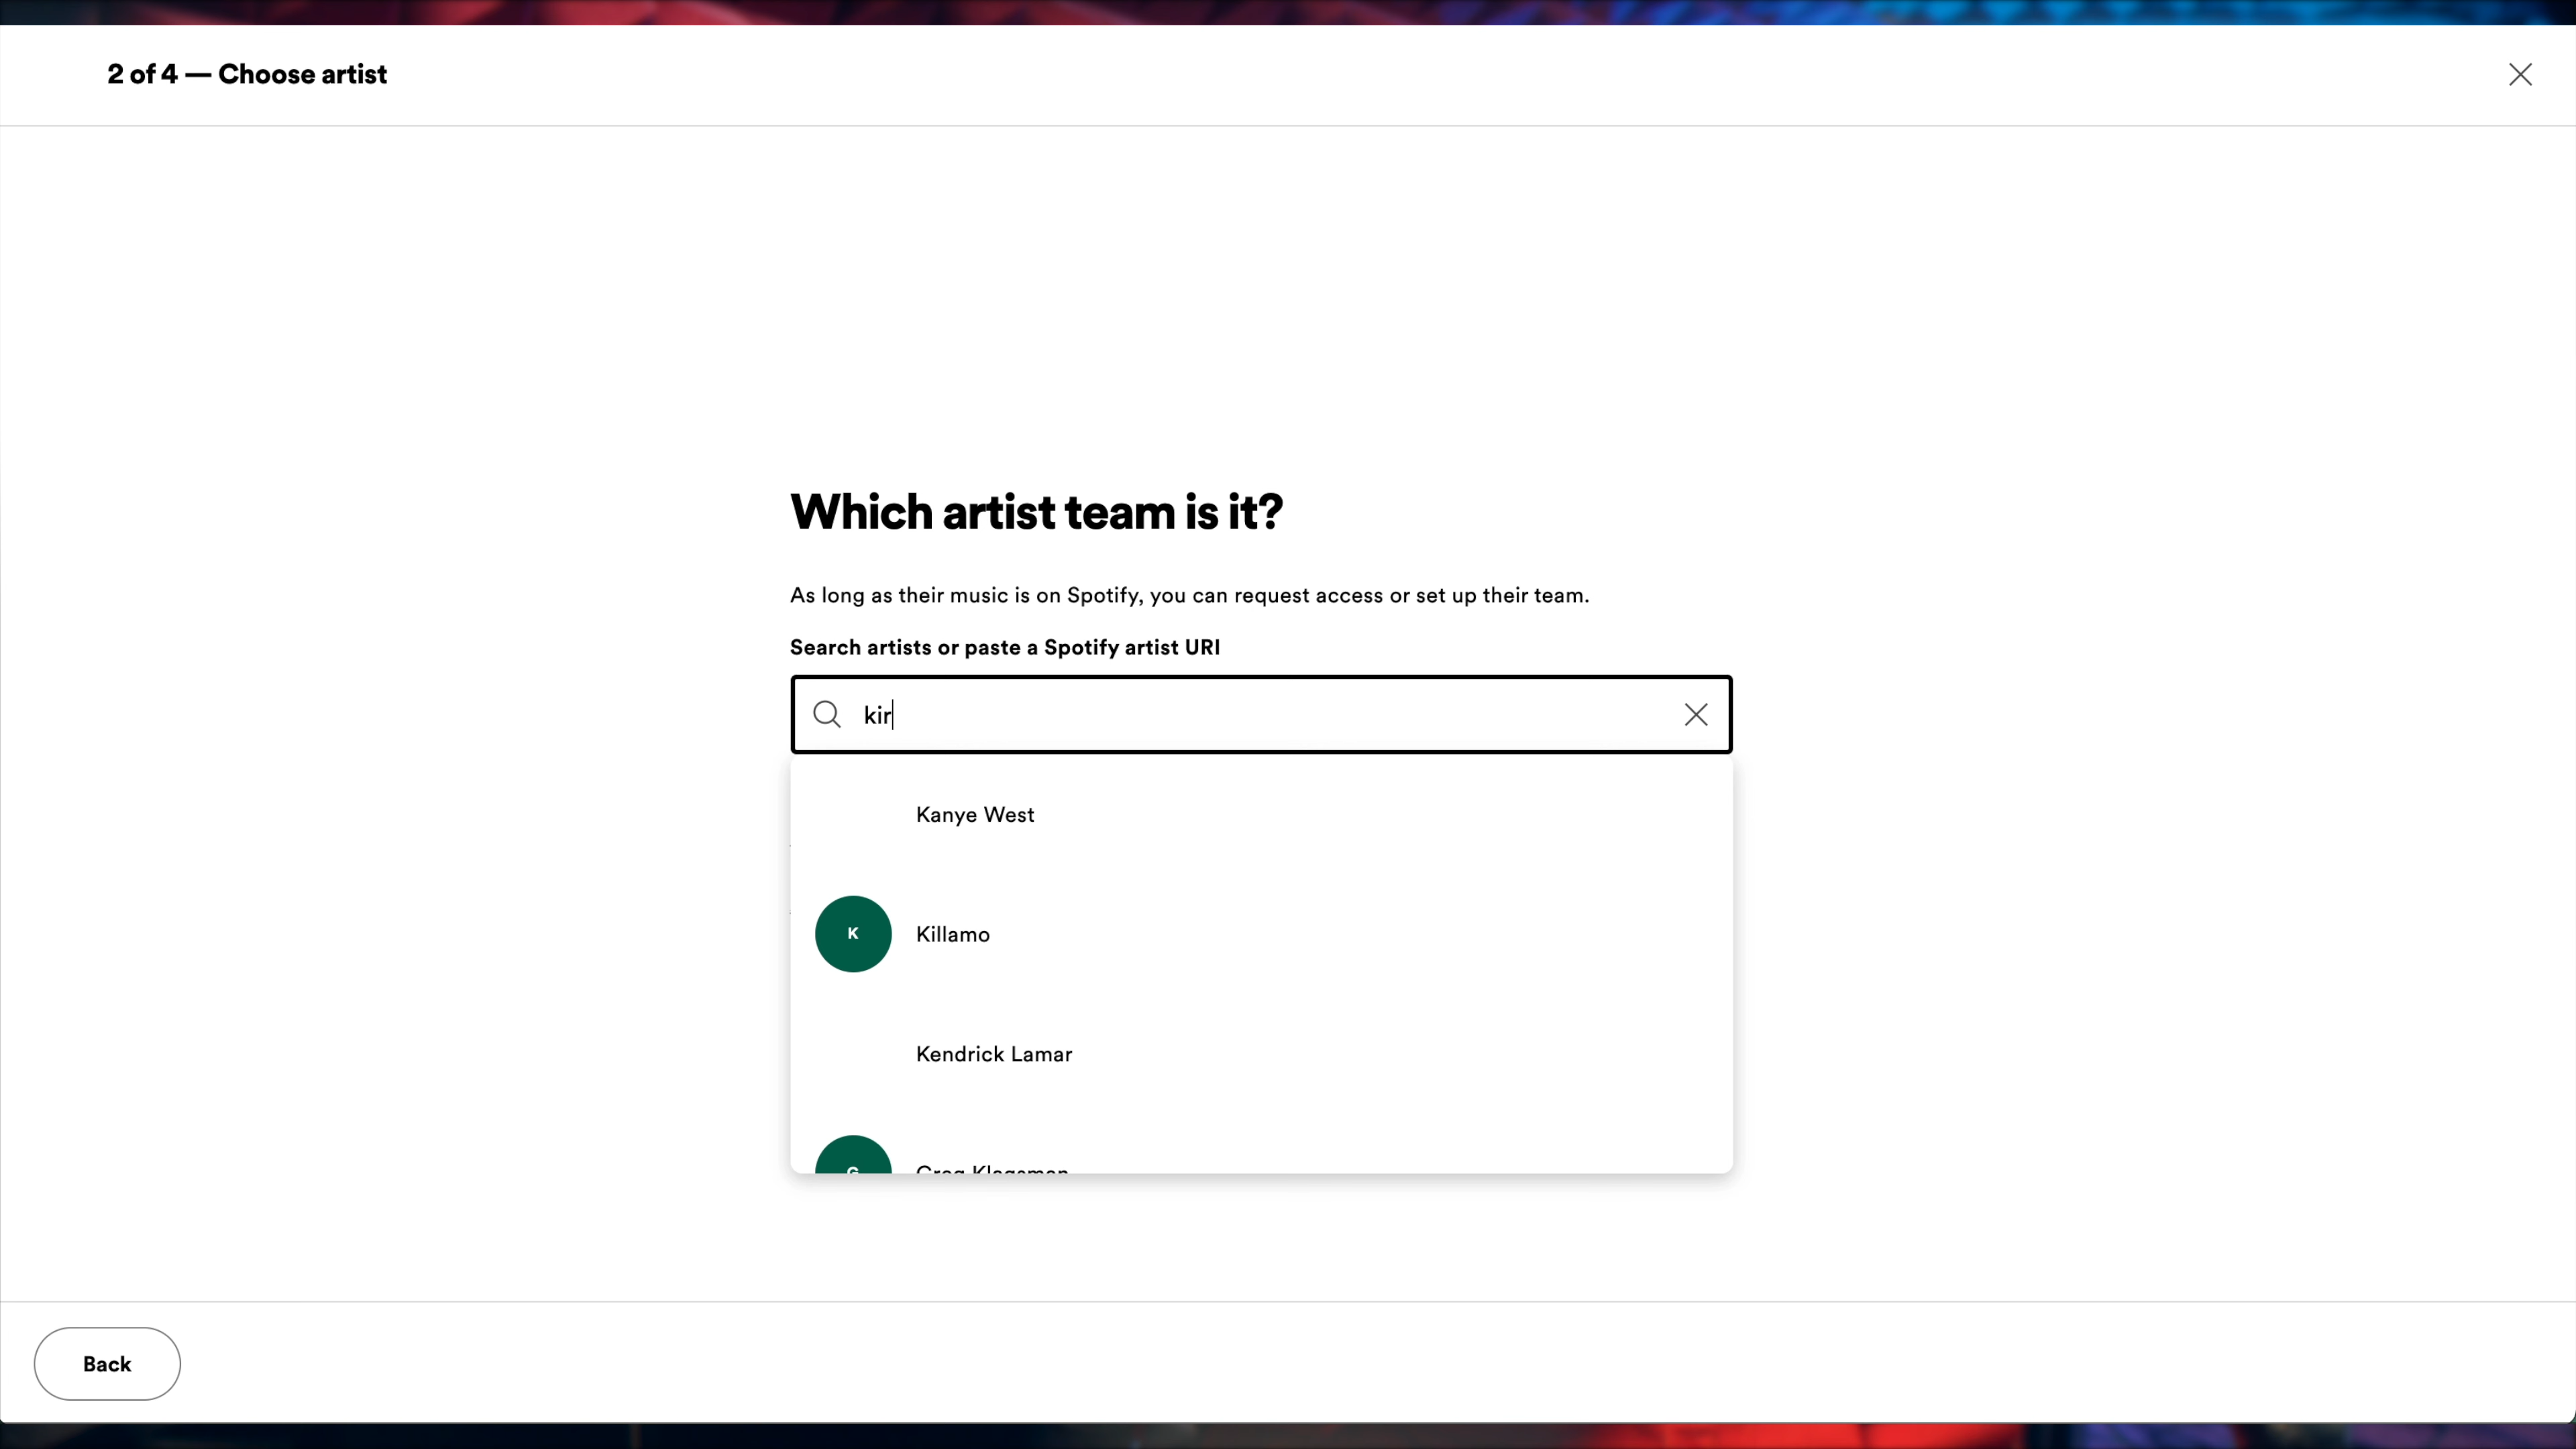 2 of 4 — Choose artist
Which artist team is it?
As long as their music is on Spotify, you can request access or set up their team.
Search artists or paste a Spotify artist URI
kir
Kanye West
K
Killamo
Kendrick Lamar
G
Greg Klagsman
Back